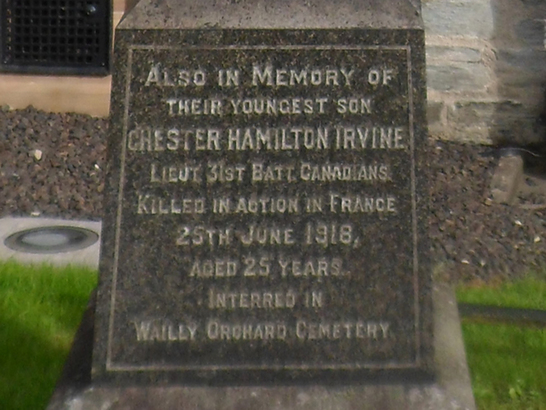 Also in Memory of
their youngest son
Chester Hamilton Irvine
Lieut. 31st Batt. Canadians.
Killed in action in France
25th June 1918,
aged 25 years.
Interred in
Wailly Orchard Cemetery.